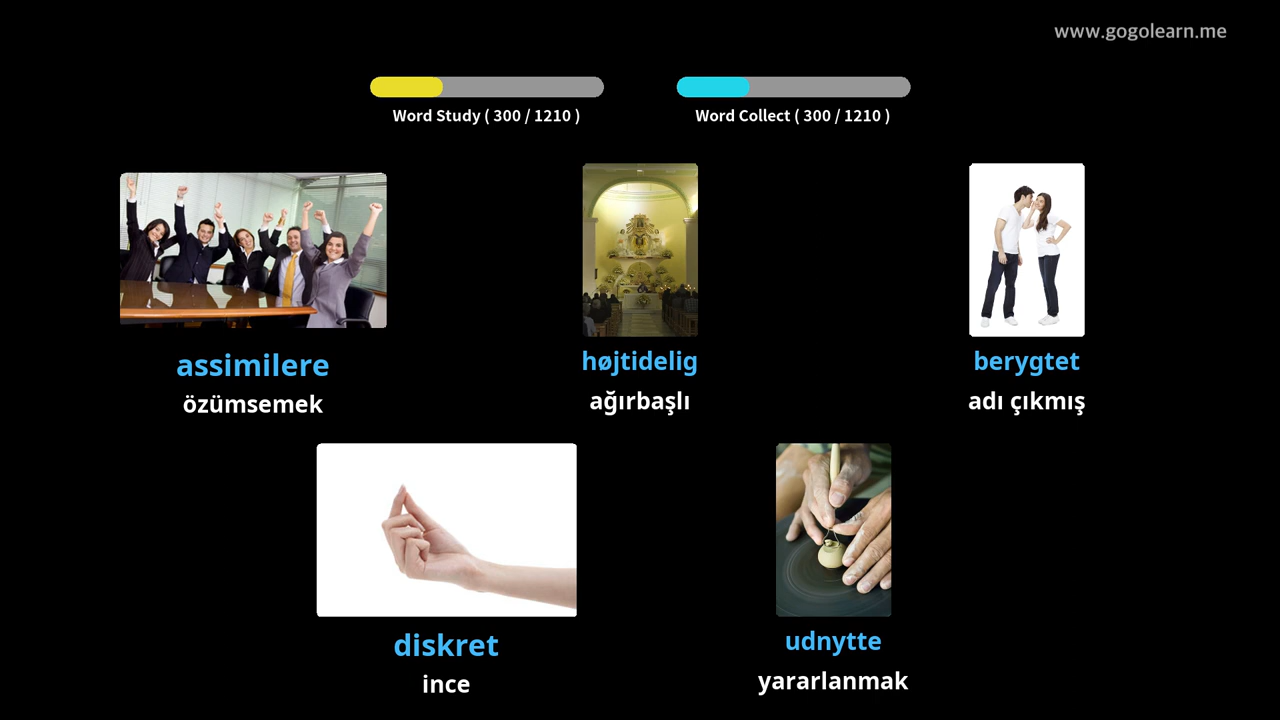 www.gogolearn.me
Word Study ( 300 / 1210 )
Word Collect ( 300 / 1210 )
assimilere
özümsemek
højtidelig
ağırbaşlı
berygtet
adı çıkmış
diskret
ince
udnytte
yararlanmak